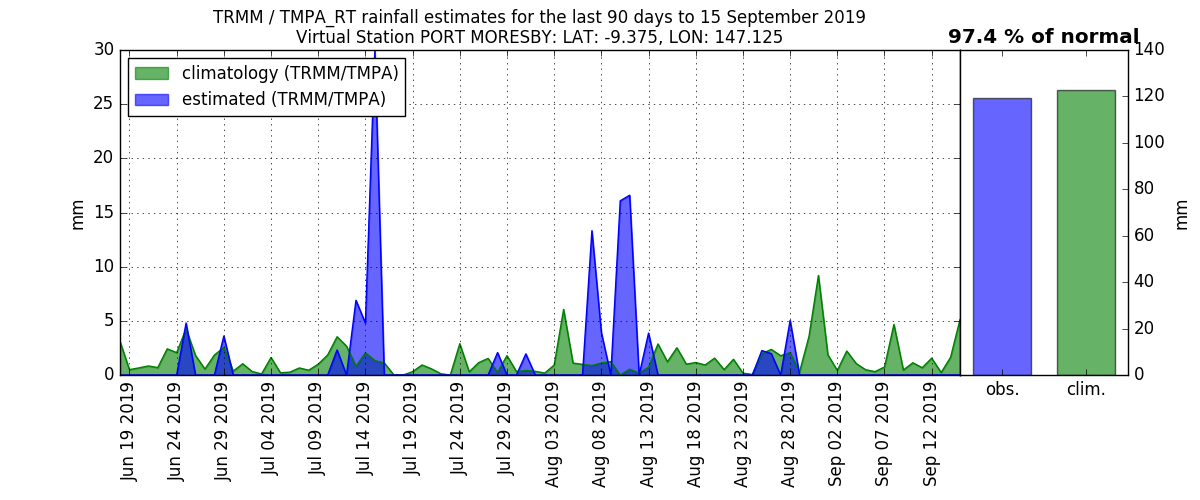 TRMM / TMPA_RT rainfall estimates for the last 90 days to 15 September 2019
Virtual Station PORT MORESBY: LAT: -9.375, LON: 147.125
97.4 % of normal
climatology (TRMM/TMPA)
estimated (TRMM/TMPA)
30
25
20
15
10
5
0
mm
Jun 19 2019
Jun 24 2019
Jun 29 2019
Jul 04 2019
Jul 09 2019
Jul 14 2019
Jul 19 2019
Jul 24 2019
Jul 29 2019
Aug 03 2019
Aug 08 2019
Aug 13 2019
Aug 18 2019
Aug 23 2019
Aug 28 2019
Sep 02 2019
Sep 07 2019
Sep 12 2019
obs.
clim.
140
120
100
80
60
40
20
0
mm